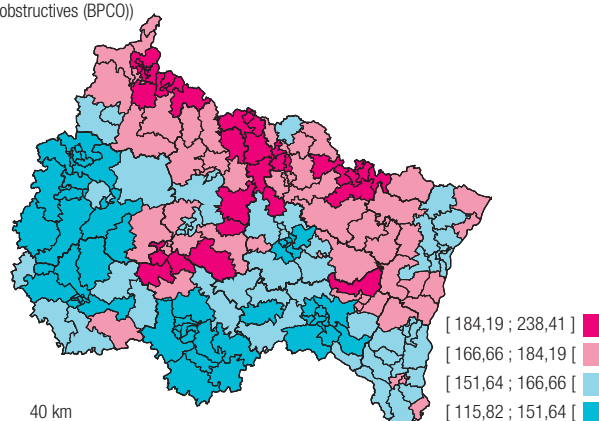 obstructives (BPCO))
[ 184,19 ; 238,41 ]
[ 166,66 ; 184,19 [
[ 151,64 ; 166,66 [
[ 115,82 ; 151,64 [
40 km